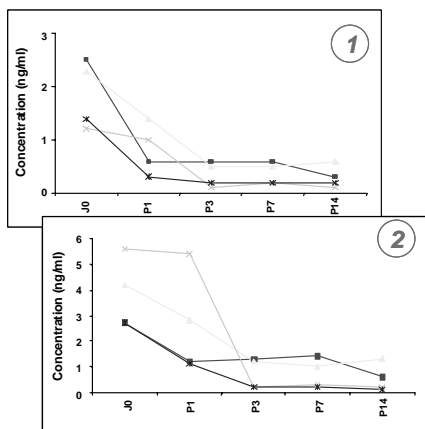 1
Concentration (ng/ml)
3
2
1
0
J0
P1
P3
P7
P14
2
Concentration (ng/ml)
6
5
4
3
2
1
0
J0
P1
P3
P7
P14